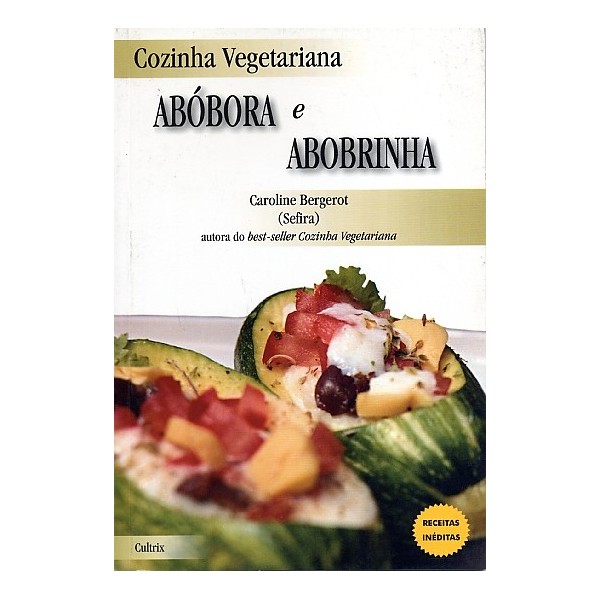 Cozinha Vegetariana
ABÓBORA e
ABOBRINHA
Caroline Bergerot
(Sefira)
autora do best-seller Cozinha Vegetariana
RECEITAS
INÉDITAS
Cultrix